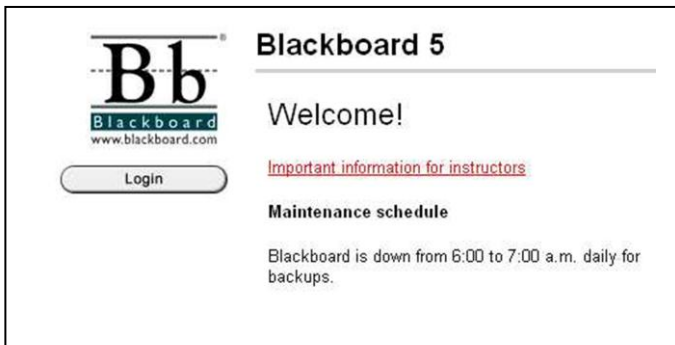 Bb®
Blackboard
www.blackboard.com
Login
Blackboard 5
Welcome!
Important information for instructors
Maintenance schedule
Blackboard is down from 6:00 to 7:00 a.m. daily for
backups.